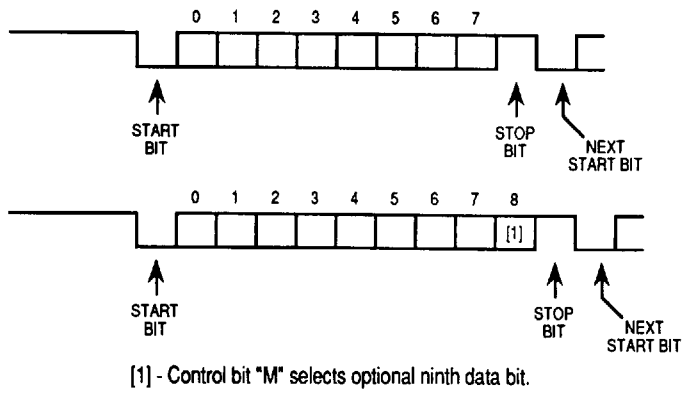 0 1 2 3 4 5 6 7
START
BIT
STOP
BIT
NEXT
START BIT
0 1 2 3 4 5 6 7 8
[1]
START
BIT
STOP
BIT
NEXT
START BIT
[1] - Control bit "M" selects optional ninth data bit.